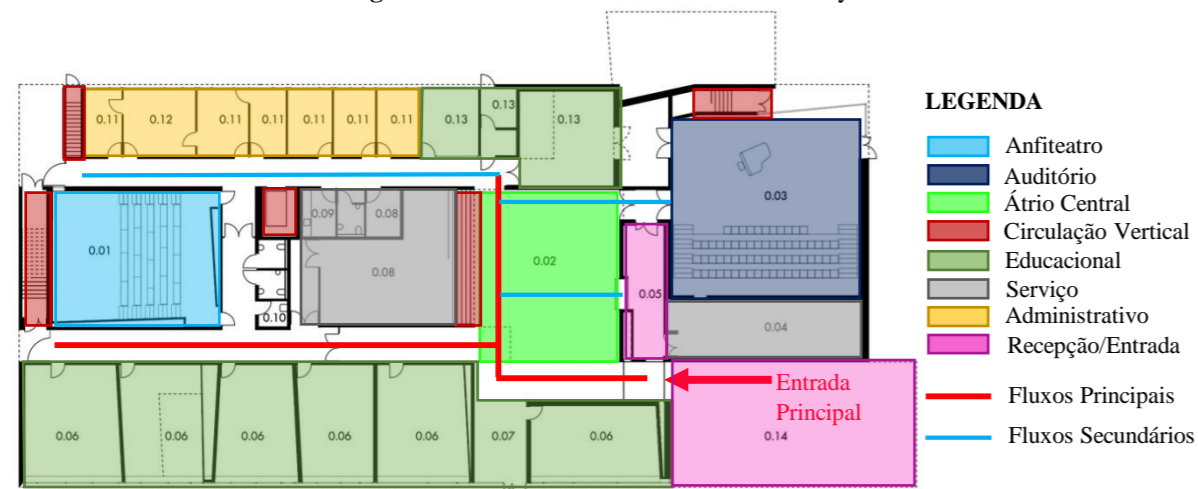 0.11 0.12 0.11 0.11 0.11 0.11 0.11 0.13 0.13 0.13
0.01 0.09 0.08 0.03
0.08 0.02 0.05
0.10 0.04
0.06 0.06 0.06 0.06 0.06 0.07 0.06 0.14
Entrada
Principal
LEGENDA
Anfiteatro
Auditório
Átrio Central
Circulação Vertical
Educacional
Serviço
Administrativo
Recepção/Entrada
Fluxos Principais
Fluxos Secundários